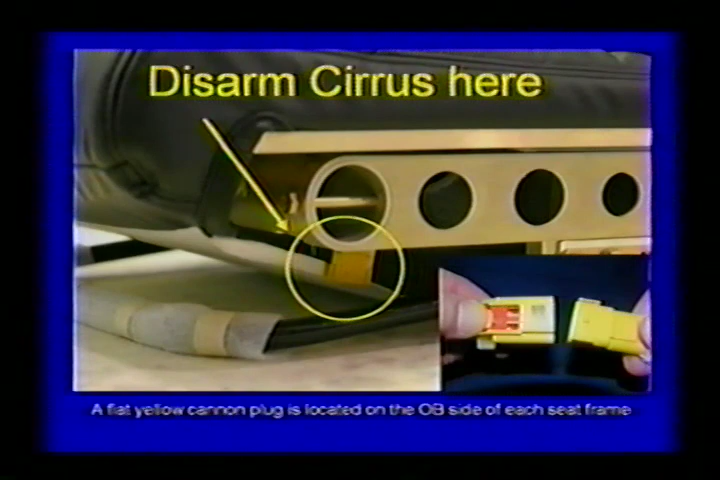 Disarm Cirrus here
A flat yellow cannon plug is located on the OB side of each seat frame